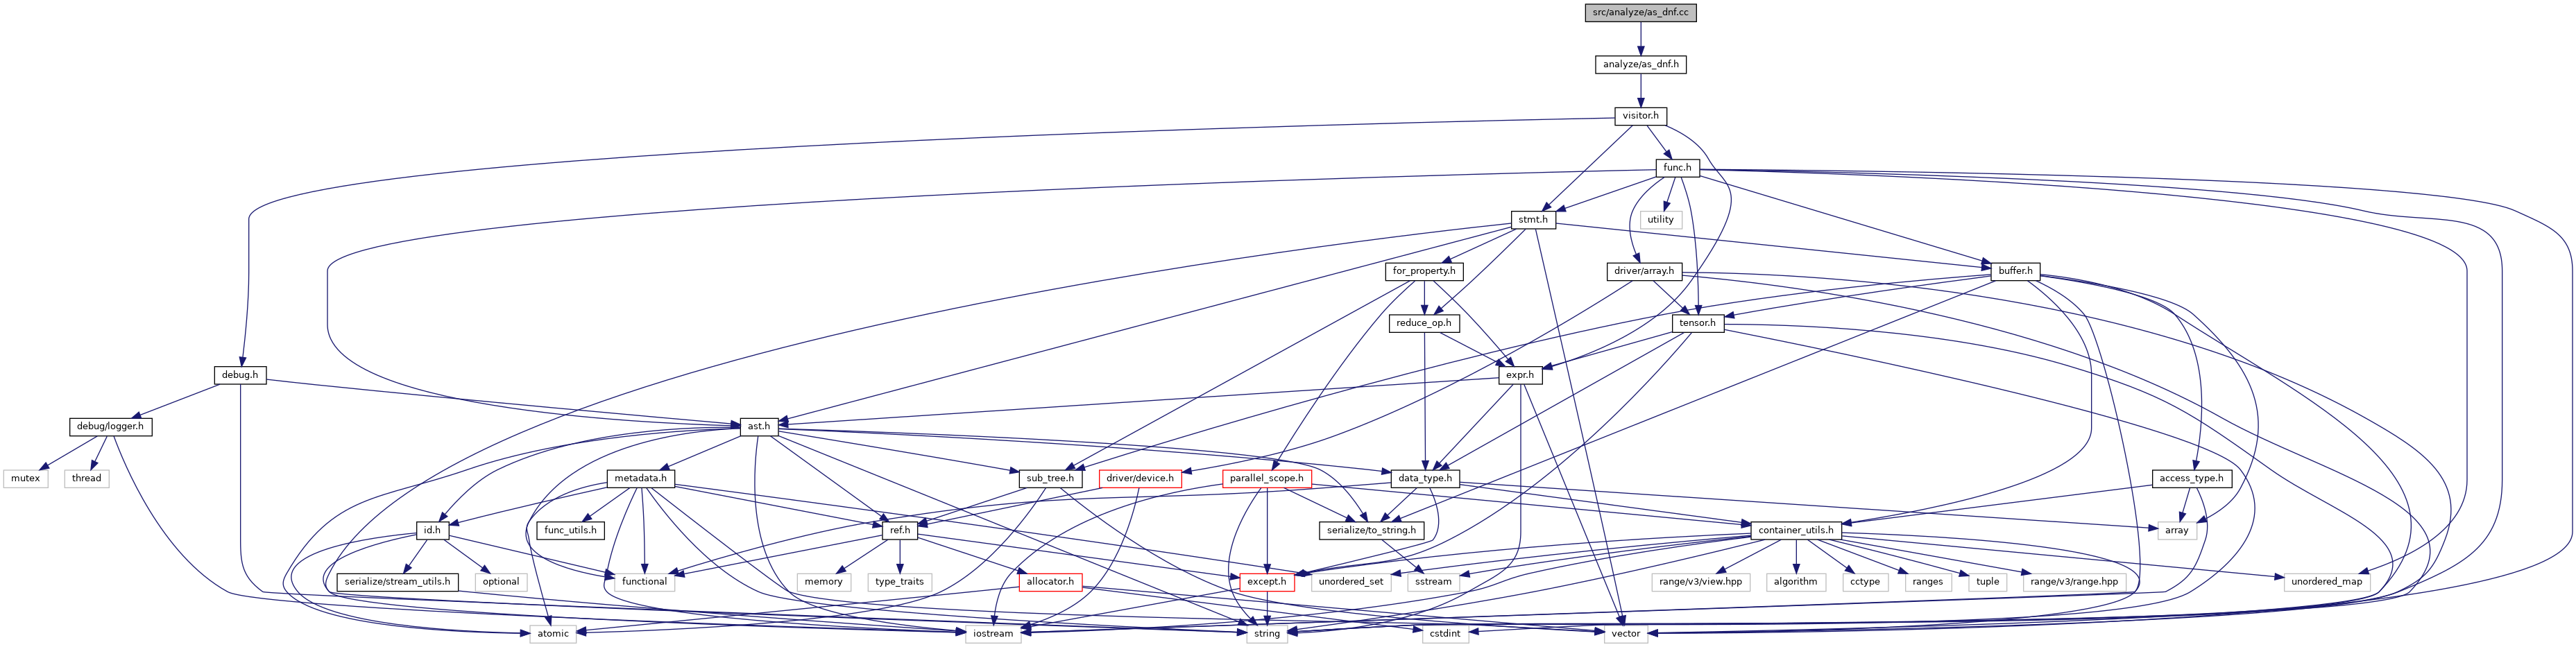 src/analyze/as_dnf.cc
analyze/as_dnf.h
visitor.h
func.h
stmt.h
utility
for_property.h
driver/array.h
buffer.h
reduce_op.h
tensor.h
debug.h
expr.h
debug/logger.h
ast.h
mutex
thread
metadata.h
sub_tree.h
driver/device.h
parallel_scope.h
data_type.h
access_type.h
id.h
func_utils.h
ref.h
serialize/to_string.h
container_utils.h
array
serialize/stream_utils.h
optional
functional
memory
type_traits
allocator.h
except.h
unordered_set
sstream
range/v3/view.hpp
algorithm
cctype
ranges
tuple
range/v3/range.hpp
unordered_map
atomic
iostream
string
cstdint
vector